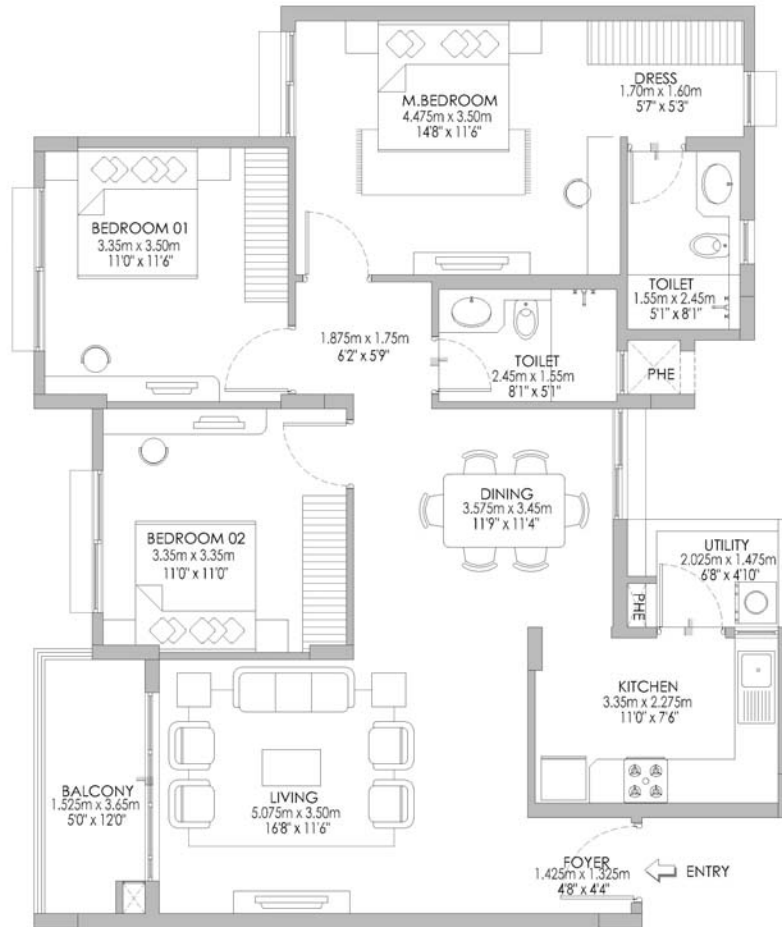 DRESS
1.70m x 1.60m
5'7" x 5'3"
M.BEDROOM
4.475m x 3.50m
14'8" x 11'6"
BEDROOM 01
3.35m x 3.50m
11'0" x 11'6"
TOILET
1.55m x 2.45m
5'1" x 8'1"
1.875m x 1.75m
6'2" x 5'9"
TOILET
2.45m x 1.55m
8'1" x 5'1"
PHE
DINING
3.575m x 3.45m
11'9" x 11'4"
BEDROOM 02
3.35m x 3.35m
11'0" x 11'0"
UTILITY
2.025m x 1.475m
6'8" x 4'10"
PHE
KITCHEN
3.35m x 2.275m
11'0" x 7'6"
BALCONY
1.525m x 3.65m
5'0" x 12'0"
LIVING
5.075m x 3.50m
16'8" x 11'6"
FOYER
1.425m x 1.325m
4'8" x 4'4"
ENTRY